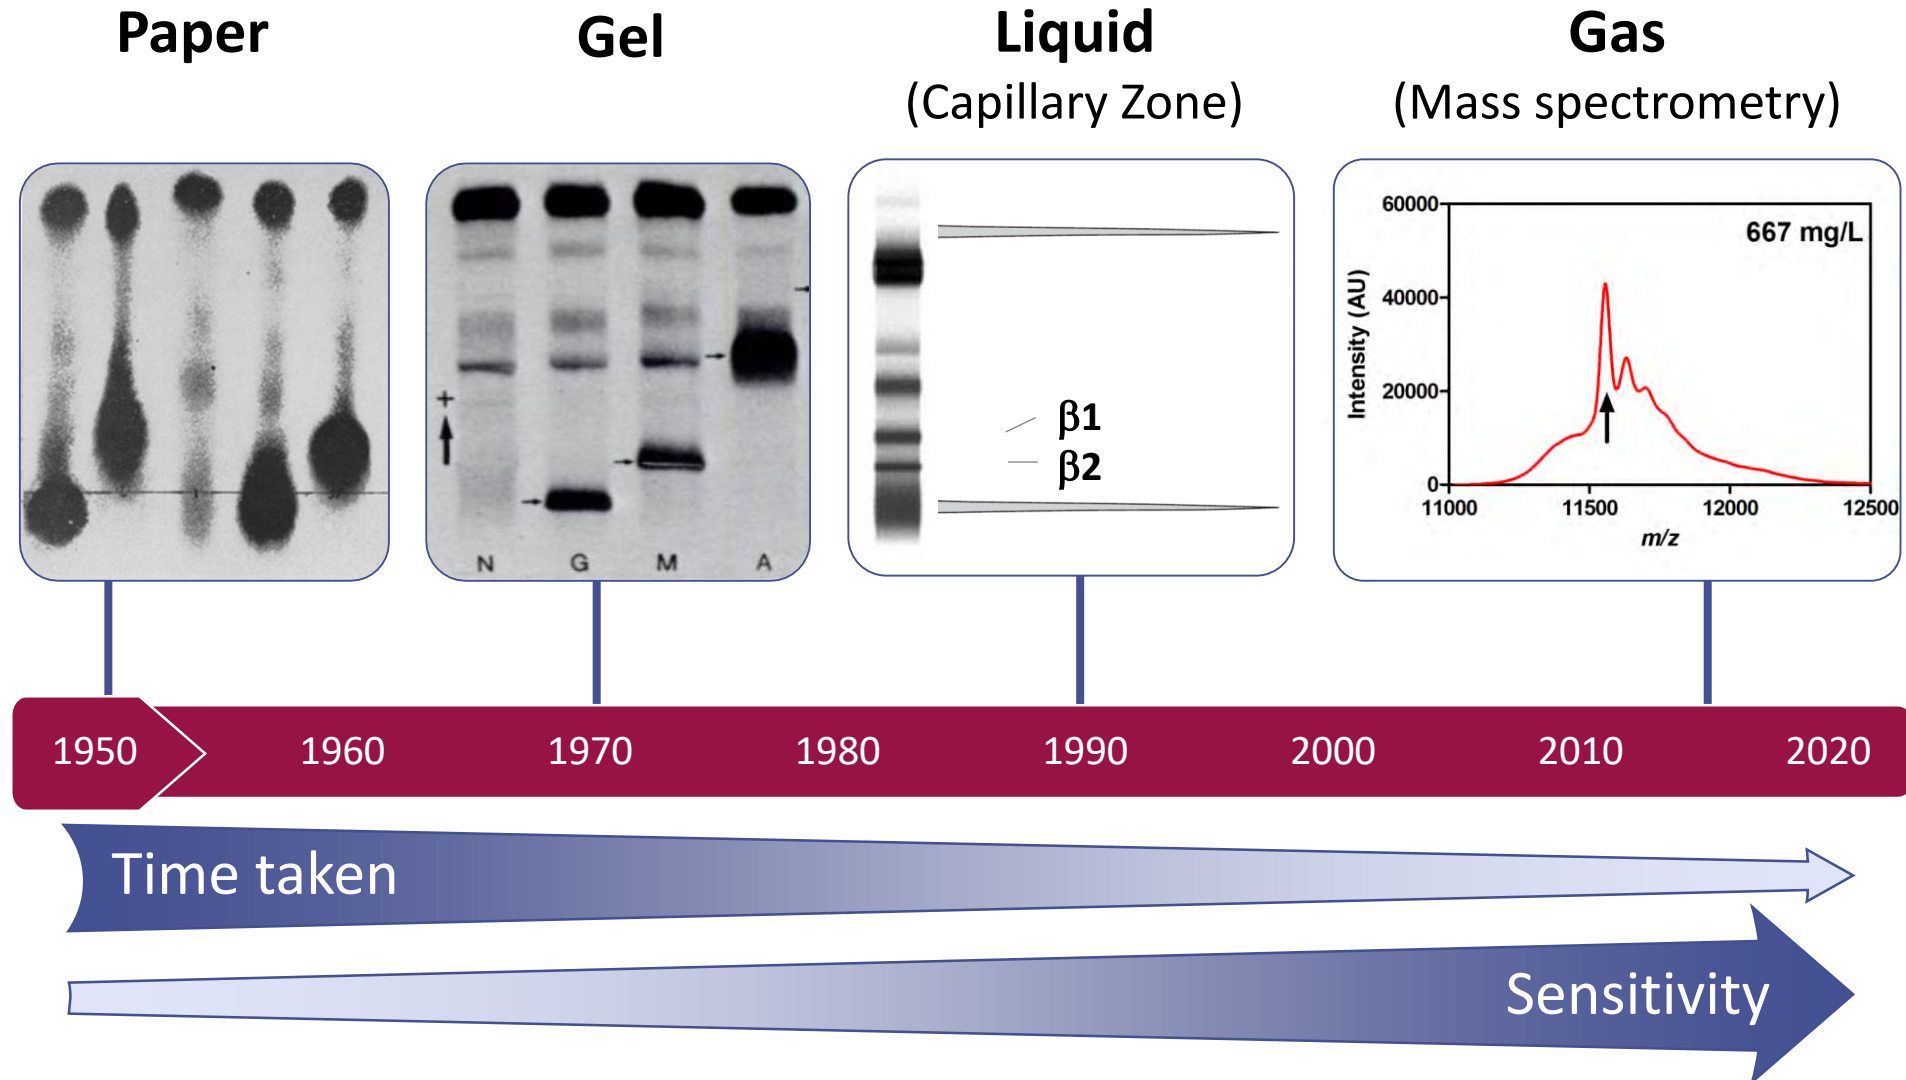 Paper
Gel
Liquid
(Capillary Zone)
Gas
(Mass spectrometry)
+
N G M A
β1
β2
667 mg/L
Intensity (AU)
60000
40000
20000
0
11000 11500 12000 12500
m/z
1950 1960 1970 1980 1990 2000 2010 2020
Time taken
Sensitivity